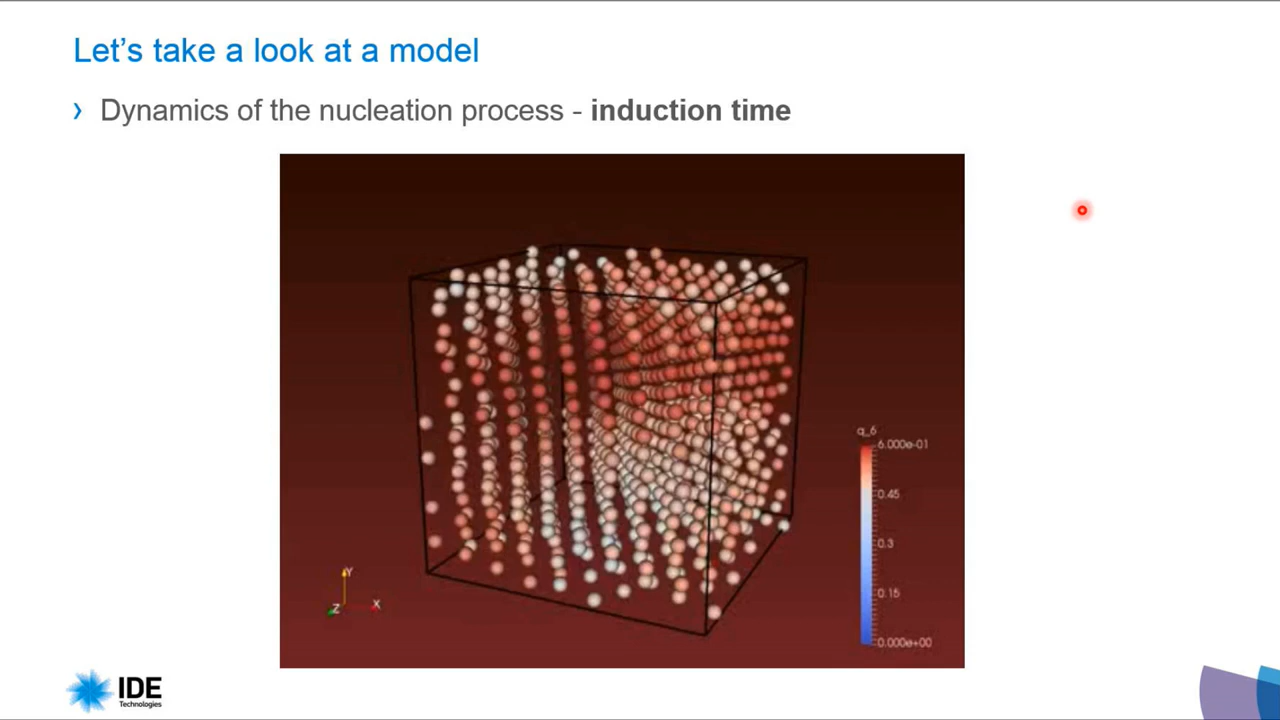 Let's take a look at a model
› Dynamics of the nucleation process - induction time
q_6
6.000e-01
0.45
0.3
0.15
0.000e+00
Y
Z
X
IDE
Technologies